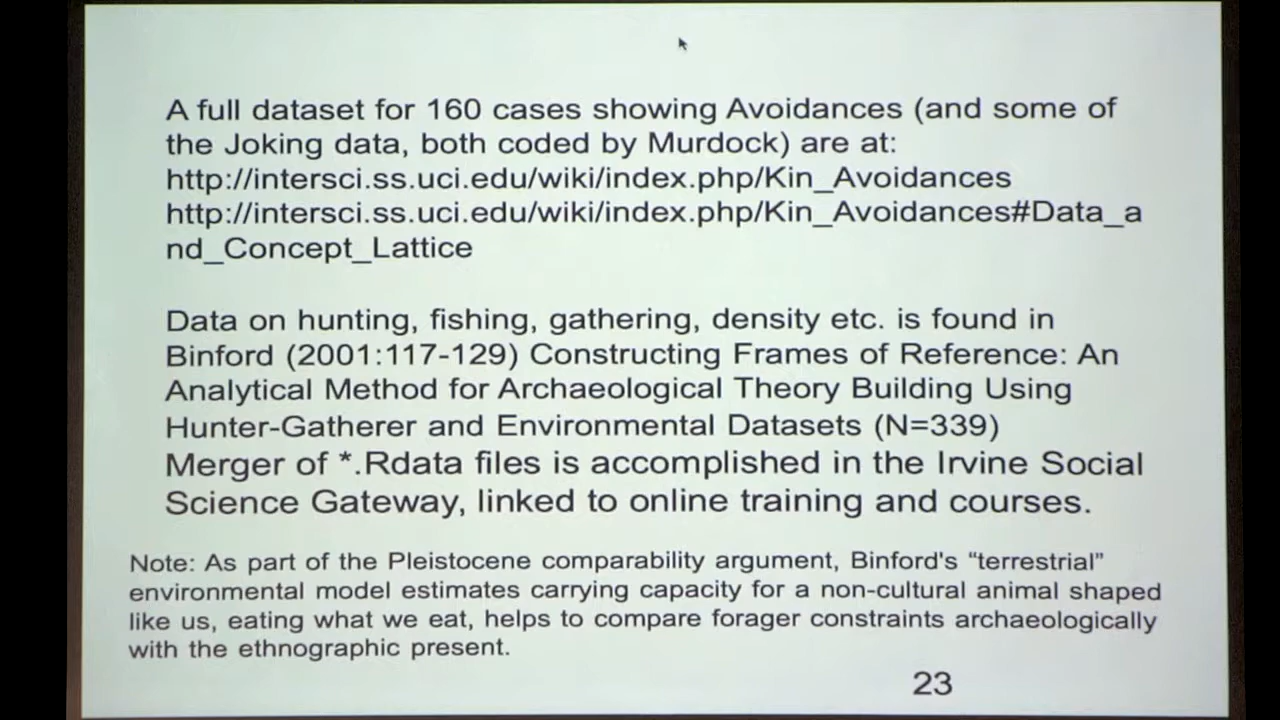 A full dataset for 160 cases showing Avoidances (and some of
the Joking data, both coded by Murdock) are at:
http://intersci.ss.uci.edu/wiki/index.php/Kin_Avoidances
http://intersci.ss.uci.edu/wiki/index.php/Kin_Avoidances#Data_a
nd_Concept_Lattice
Data on hunting, fishing, gathering, density etc. is found in
Binford (2001:117-129) Constructing Frames of Reference: An
Analytical Method for Archaeological Theory Building Using
Hunter-Gatherer and Environmental Datasets (N=339)
Merger of *.Rdata files is accomplished in the Irvine Social
Science Gateway, linked to online training and courses.
Note: As part of the Pleistocene comparability argument, Binford's “terrestrial”
environmental model estimates carrying capacity for a non-cultural animal shaped
like us, eating what we eat, helps to compare forager constraints archaeologically
with the ethnographic present.
23